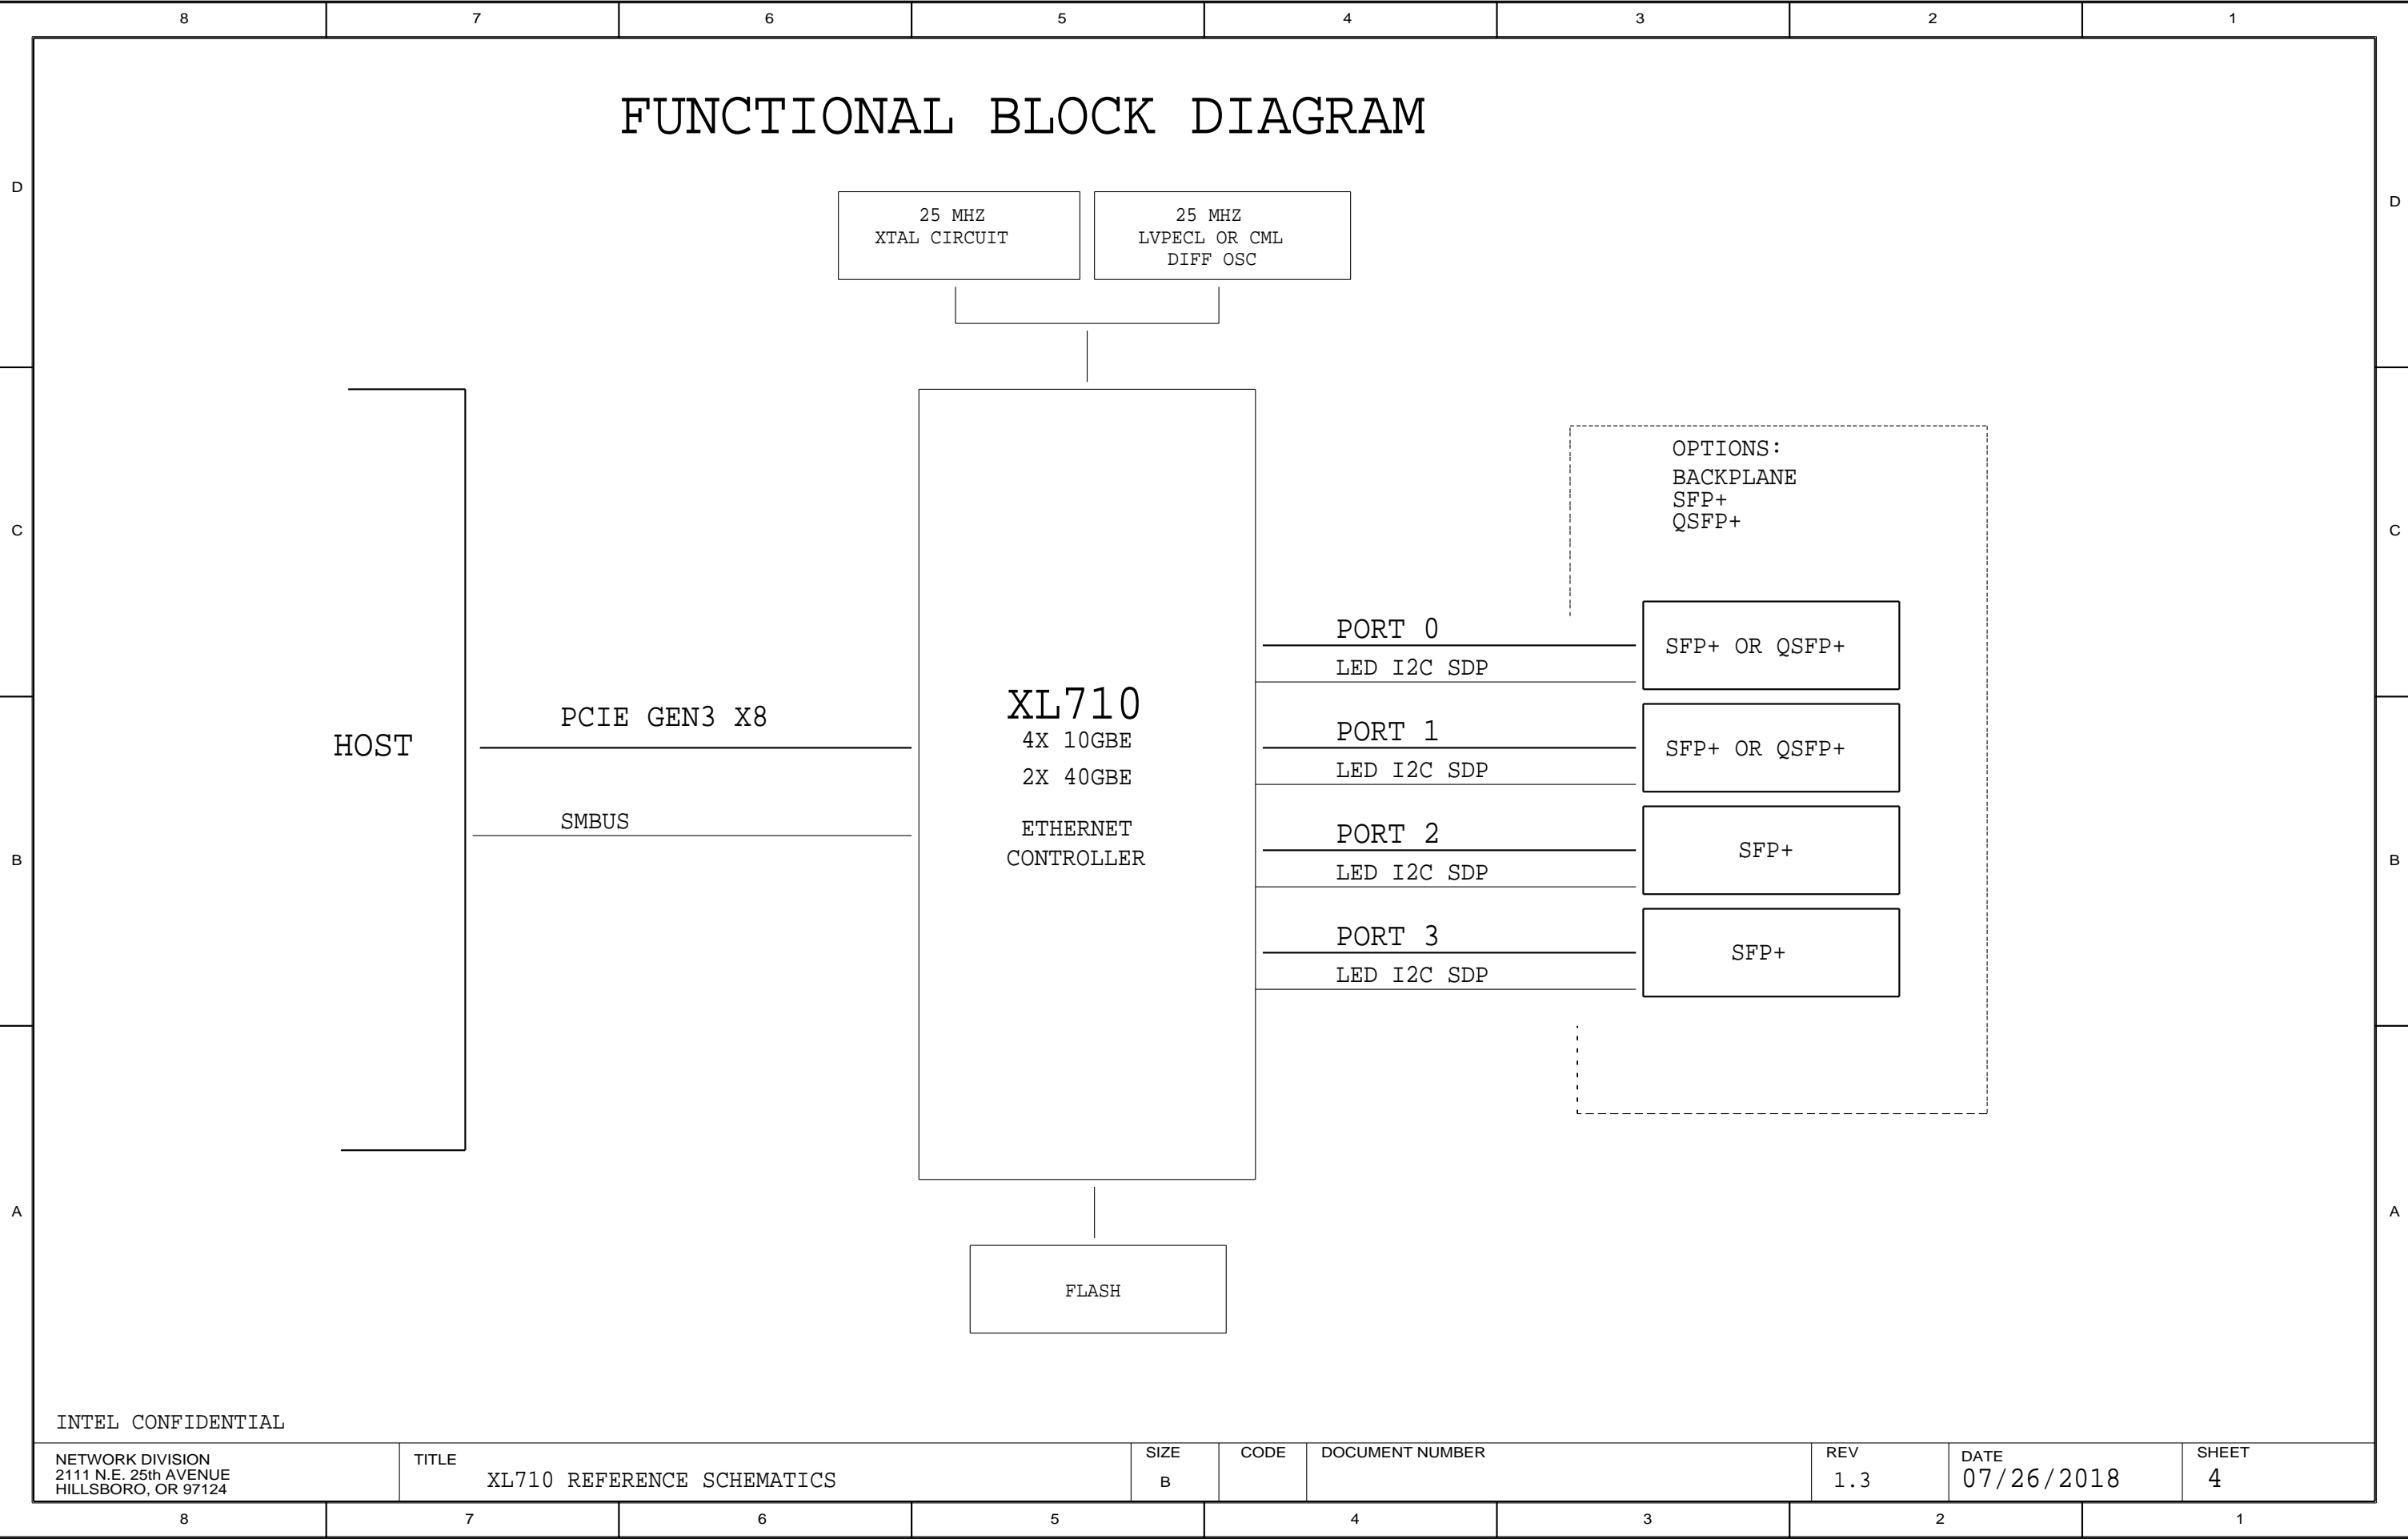 8 7 6 5 4 3 2 1
FUNCTIONAL BLOCK DIAGRAM
D D
25 MHZ
XTAL CIRCUIT
25 MHZ
LVPECL OR CML
DIFF OSC
OPTIONS:
BACKPLANE
SFP+
QSFP+
C C
PORT 0
LED I2C SDP
SFP+ OR QSFP+
HOST
PCIE GEN3 X8
SMBUS
XL710
4X 10GBE
2X 40GBE
ETHERNET
CONTROLLER
PORT 1
LED I2C SDP
SFP+ OR QSFP+
B B
PORT 2
LED I2C SDP
SFP+
PORT 3
LED I2C SDP
SFP+
A A
FLASH
INTEL CONFIDENTIAL
NETWORK DIVISION
2111 N.E. 25th AVENUE
HILLSBORO, OR 97124
TITLE
XL710 REFERENCE SCHEMATICS
SIZE
B
CODE
DOCUMENT NUMBER
REV
1.3
DATE
07/26/2018
SHEET
4
8 7 6 5 4 3 2 1